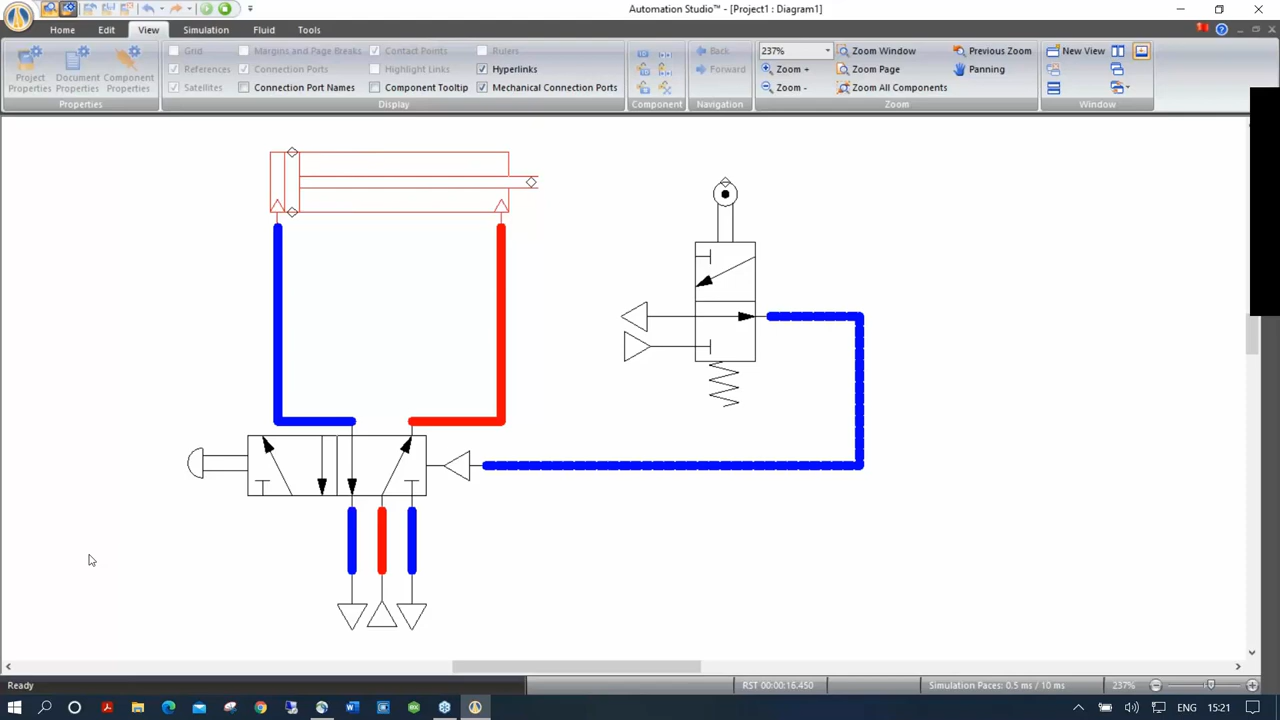 Automation Studio™ - [Project1 : Diagram1]
Home Edit View Simulation Fluid Tools
Project Properties
Document Properties
Component Properties
Properties
Grid
References
Satellites
Margins and Page Breaks
Connection Ports
Connection Port Names
Contact Points
Highlight Links
Component Tooltip
Rulers
Hyperlinks
Mechanical Connection Ports
Display
Component
Back
Forward
Navigation
237%
Zoom +
Zoom -
Zoom Window
Zoom Page
Zoom All Components
Previous Zoom
Panning
Zoom
New View
Window
Ready
RST 00:00:16.450
Simulation Paces: 0.5 ms / 10 ms
237%
15:21